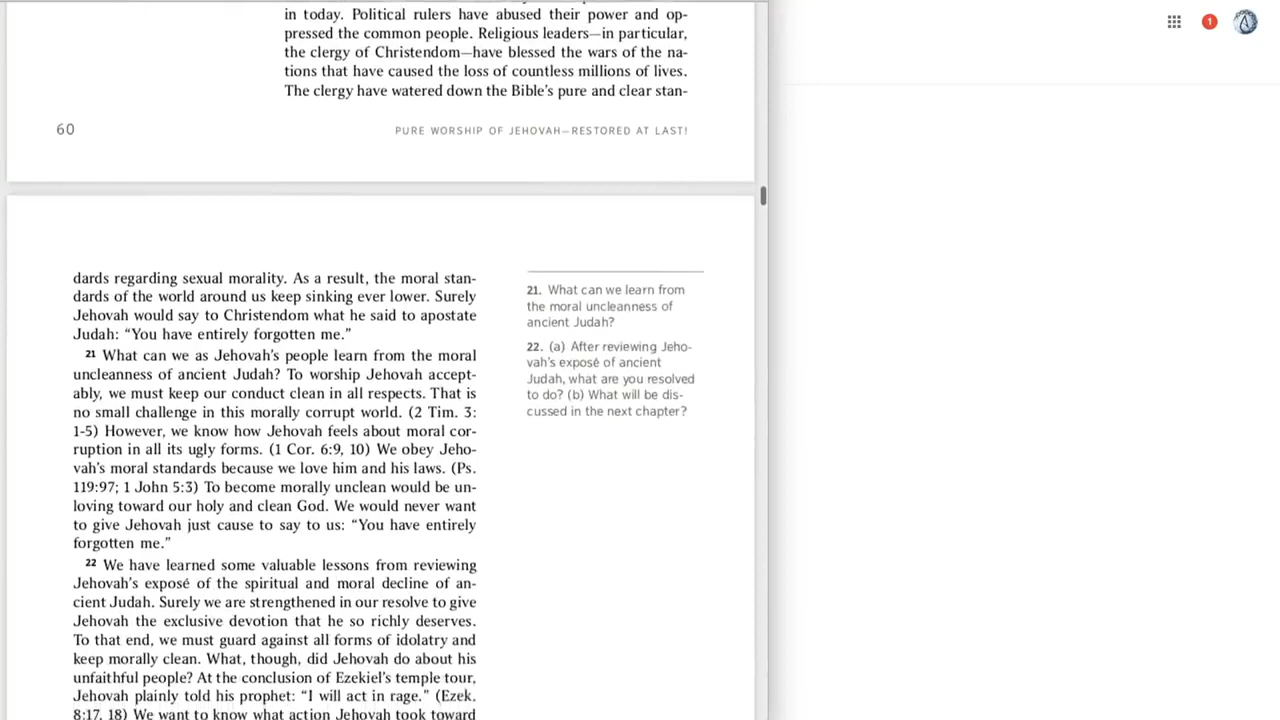 in today. Political rulers have abused their power and op-
pressed the common people. Religious leaders—in particular,
the clergy of Christendom—have blessed the wars of the na-
tions that have caused the loss of countless millions of lives.
The clergy have watered down the Bible's pure and clear stan-
60
PURE WORSHIP OF JEHOVAH—RESTORED AT LAST!
1
dards regarding sexual morality. As a result, the moral stan-
dards of the world around us keep sinking ever lower. Surely
Jehovah would say to Christendom what he said to apostate
Judah: “You have entirely forgotten me.”
21 What can we as Jehovah's people learn from the moral
uncleanness of ancient Judah? To worship Jehovah accept-
ably, we must keep our conduct clean in all respects. That is
no small challenge in this morally corrupt world. (2 Tim. 3:
1-5) However, we know how Jehovah feels about moral cor-
ruption in all its ugly forms. (1 Cor. 6:9, 10) We obey Jeho-
vah's moral standards because we love him and his laws. (Ps.
119:97; 1 John 5:3) To become morally unclean would be un-
loving toward our holy and clean God. We would never want
to give Jehovah just cause to say to us: “You have entirely
forgotten me.”
22 We have learned some valuable lessons from reviewing
Jehovah's exposé of the spiritual and moral decline of an-
cient Judah. Surely we are strengthened in our resolve to give
Jehovah the exclusive devotion that he so richly deserves.
To that end, we must guard against all forms of idolatry and
keep morally clean. What, though, did Jehovah do about his
unfaithful people? At the conclusion of Ezekiel's temple tour,
Jehovah plainly told his prophet: “I will act in rage.” (Ezek.
8:17, 18) We want to know what action Jehovah took toward
21. What can we learn from
the moral uncleanness of
ancient Judah?
22. (a) After reviewing Jeho-
vah's exposé of ancient
Judah, what are you resolved
to do? (b) What will be dis-
cussed in the next chapter?